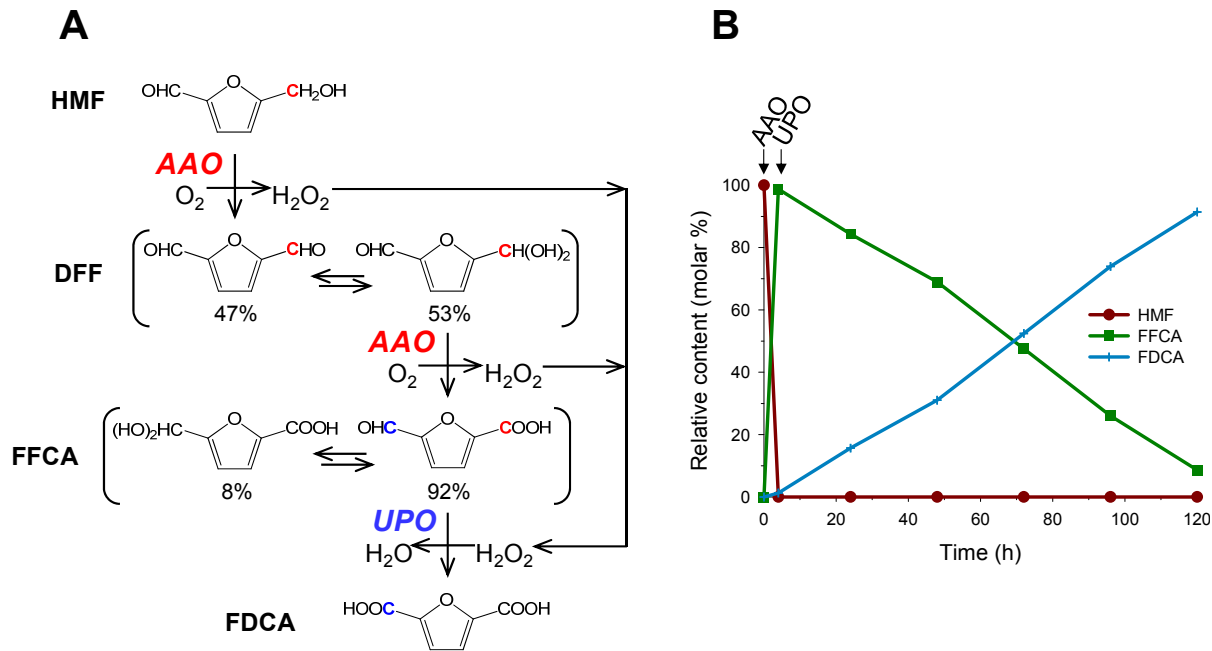 A
HMF
OHC
O
CH₂OH
AAO
O₂
H₂O₂
DFF
OHC
O
CHO
47%
OHC
O
CH(OH)₂
53%
AAO
O₂
H₂O₂
FFCA
(HO)₂HC
O
COOH
8%
OHC
O
COOH
92%
UPO
H₂O
H₂O₂
FDCA
HOOC
O
COOH
B
AAO
UPO
Relative content (molar %)
100
80
60
40
20
0
HMF
FFCA
FDCA
0
20
40
60
80
100
120
Time (h)